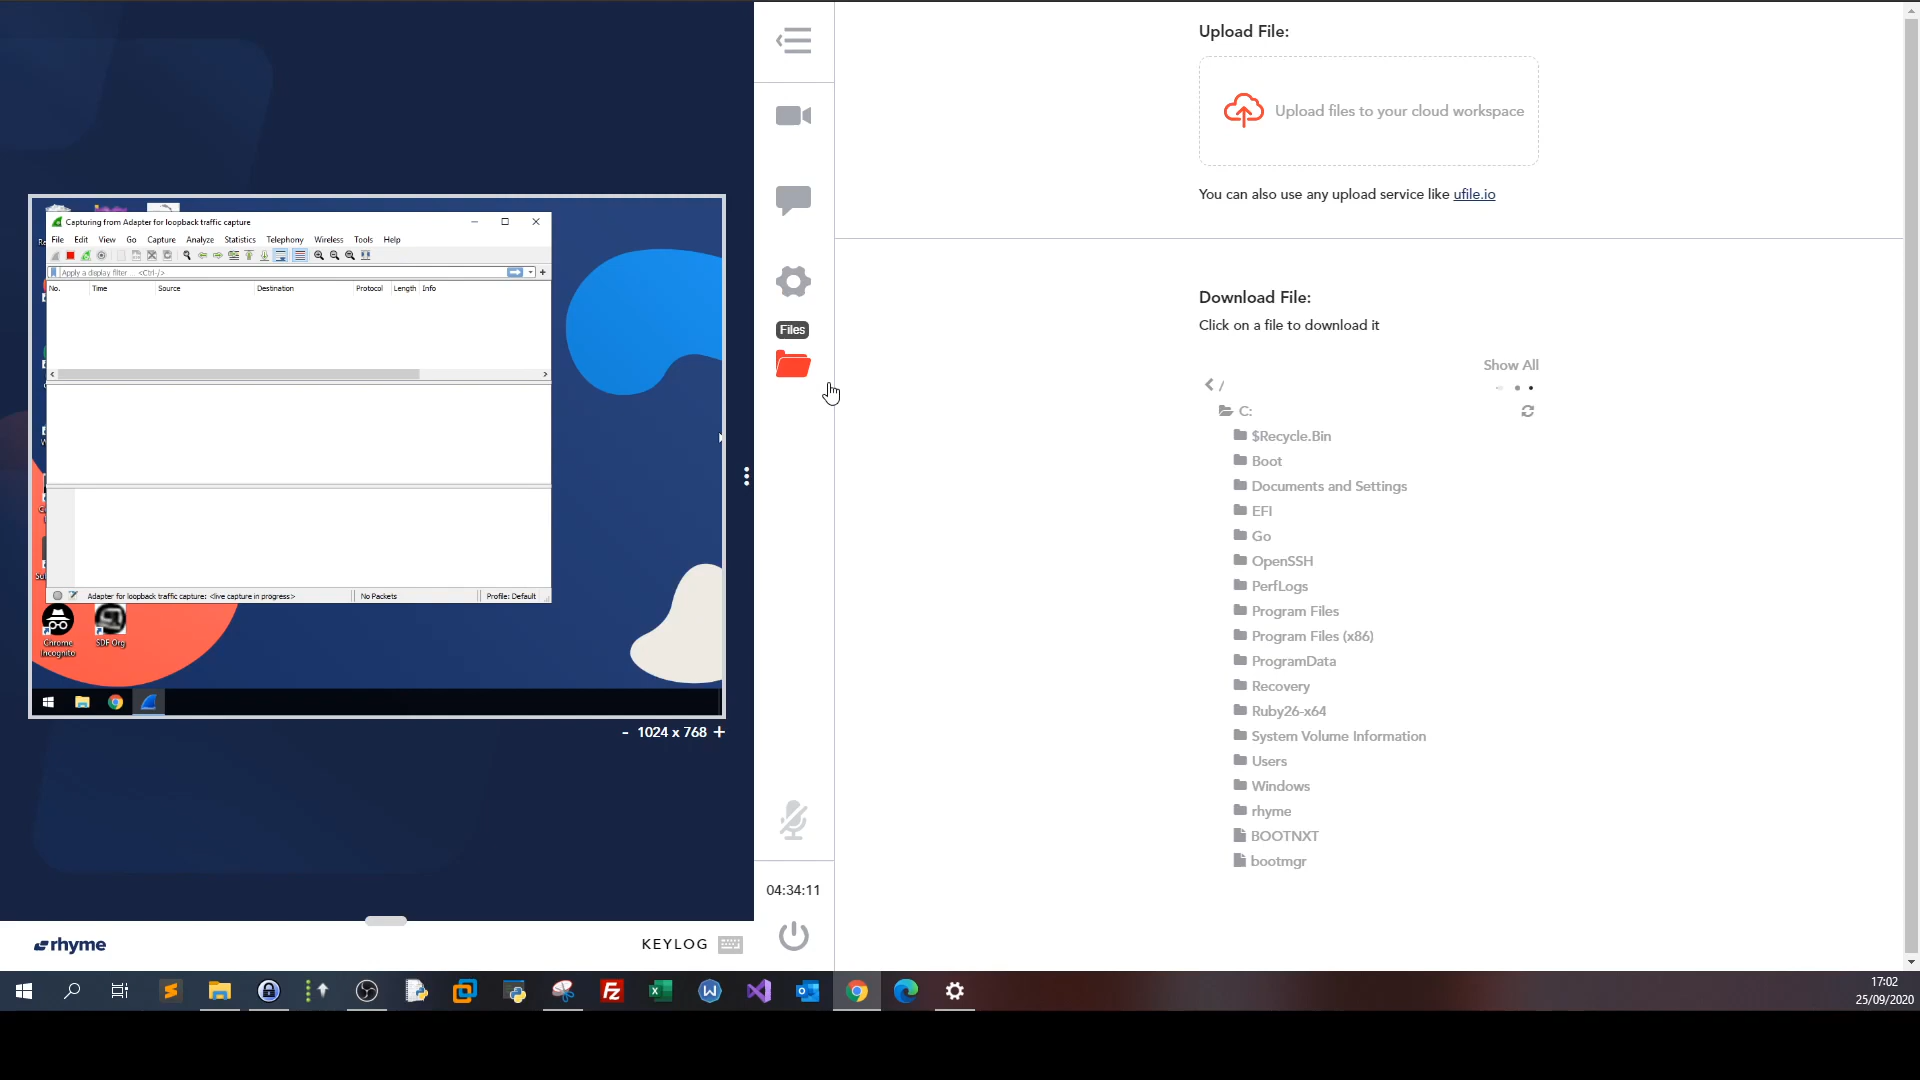 Capturing from Adapter for loopback traffic capture
File Edit View Go Capture Analyze Statistics Telephony Wireless Tools Help
Apply a display filter ... <Ctrl-/>
No. Time Source Destination Protocol Length Info
Adapter for loopback traffic capture: <live capture in progress>
No Packets
Profile: Default
Chrome
Incognito
SDF Org
- 1024 x 768 +
rhyme
KEYLOG
Files
04:34:11
Upload File:
Upload files to your cloud workspace
You can also use any upload service like ufile.io
Download File:
Click on a file to download it
Show All
/
C:
$Recycle.Bin
Boot
Documents and Settings
EFI
Go
OpenSSH
PerfLogs
Program Files
Program Files (x86)
ProgramData
Recovery
Ruby26-x64
System Volume Information
Users
Windows
rhyme
BOOTNXT
bootmgr
17:02
25/09/2020